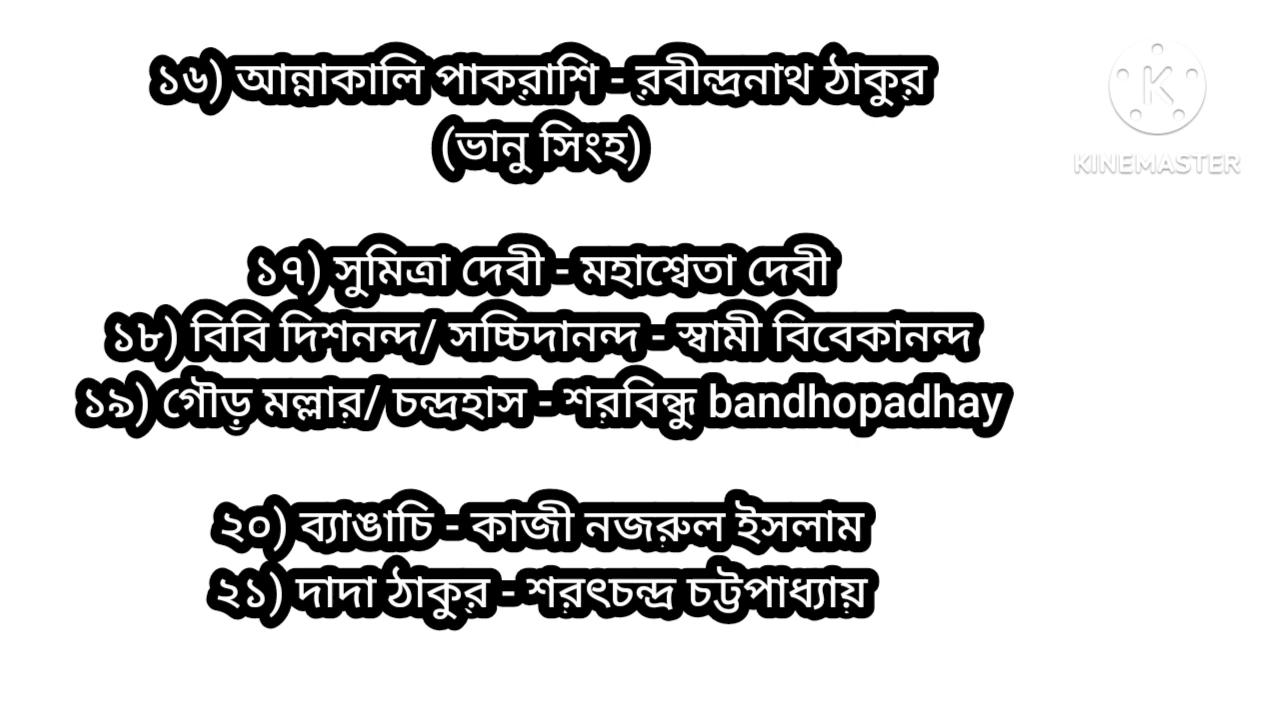 ১৬) আন্নাকালি পাকরাশি - রবীন্দ্রনাথ ঠাকুর
(ভানু সিংহ)
১৭) সুমিত্রা দেবী - মহাশ্বেতা দেবী
১৮) বিবি দিশনন্দ/ সচ্চিদানন্দ - স্বামী বিবেকানন্দ
১৯) গৌড় মল্লার/ চন্দ্রহাস - শরবিন্ধু bandhopadhay
২০) ব্যাঙাচি - কাজী নজরুল ইসলাম
২১) দাদা ঠাকুর - শরৎচন্দ্র চট্টপাধ্যায়
K
KINEMASTER